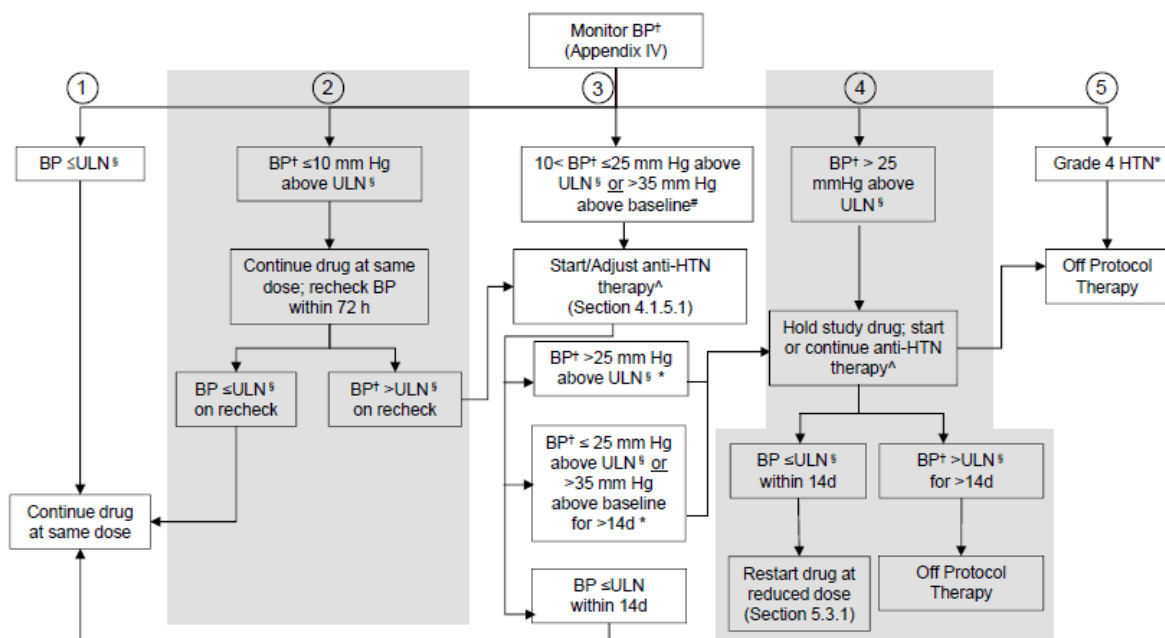 Monitor BP†
(Appendix IV)
1
2
3
4
5
BP ≤ULN§
BP† ≤10 mm Hg
above ULN§
10< BP† ≤25 mm Hg above
ULN§ or >35 mm Hg
above baseline#
BP† > 25
mmHg above
ULN§
Grade 4 HTN*
Continue drug at same
dose; recheck BP
within 72 h
Start/Adjust anti-HTN
therapy^
(Section 4.1.5.1)
Off Protocol
Therapy
Hold study drug; start
or continue anti-HTN
therapy^
BP ≤ULN§
on recheck
BP† >ULN§
on recheck
BP† >25 mm Hg
above ULN§ *
BP† ≤ 25 mm Hg
above ULN§ or
>35 mm Hg
above baseline
for >14d *
BP ≤ULN§
within 14d
BP† >ULN§
for >14d
Continue drug
at same dose
BP ≤ULN
within 14d
Restart drug at
reduced dose
(Section 5.3.1)
Off Protocol
Therapy